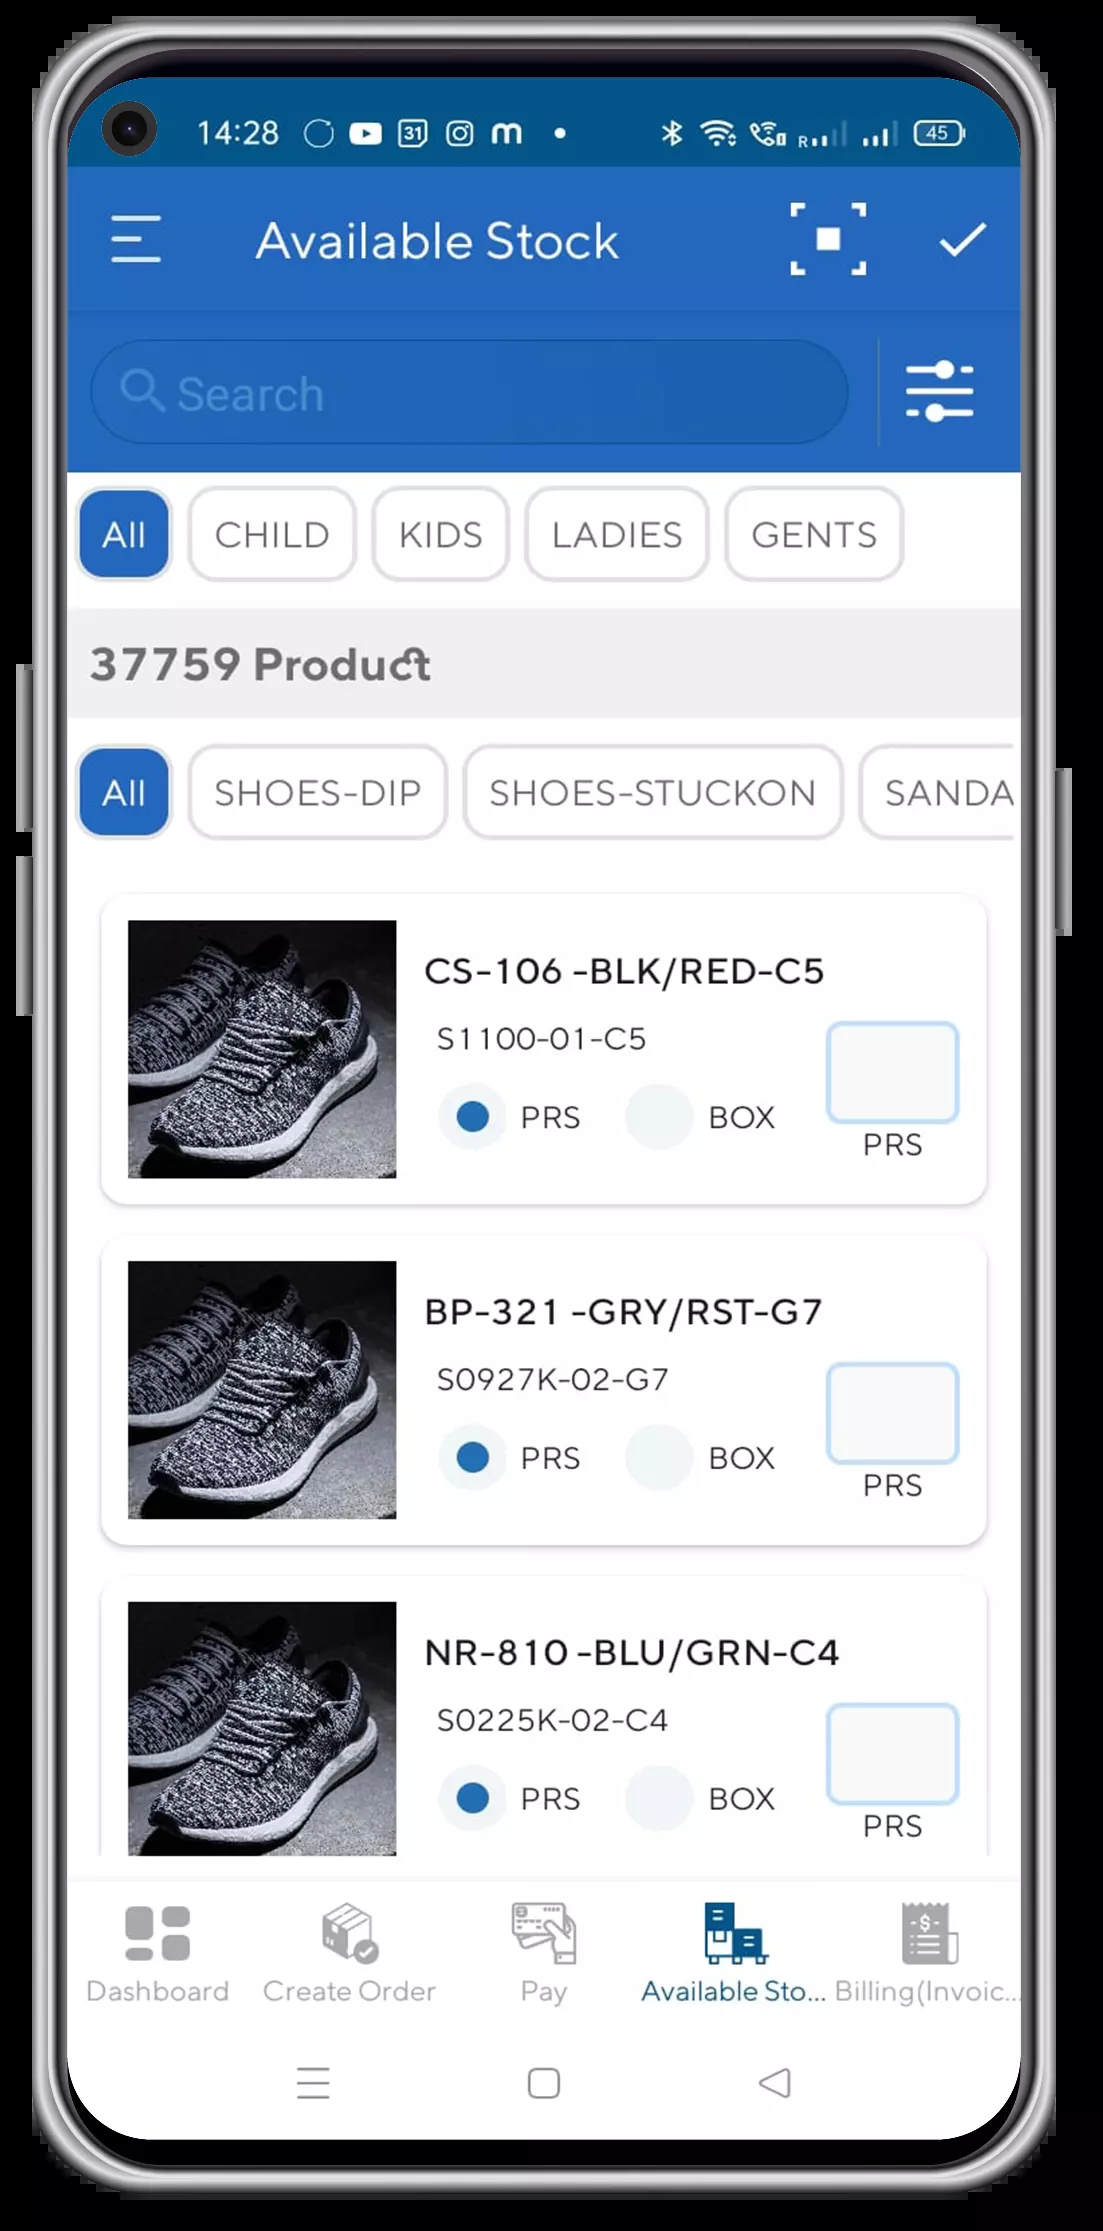 14:28 31 m R 45
Available Stock
Search
All CHILD KIDS LADIES GENTS
37759 Product
All SHOES-DIP SHOES-STUCKON SANDA
CS-106 -BLK/RED-C5
S1100-01-C5
PRS BOX
PRS
BP-321 -GRY/RST-G7
S0927K-02-G7
PRS BOX
PRS
NR-810 -BLU/GRN-C4
S0225K-02-C4
PRS BOX
PRS
Dashboard Create Order Pay Available Sto... Billing(Invoic...